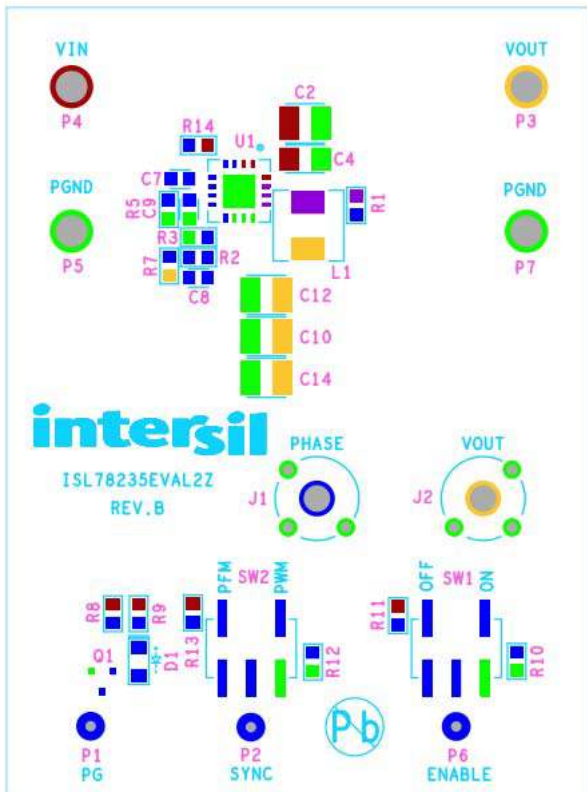 VIN
VOUT
P4
P3
C2
R14
U1
C4
C7
PGND
PGND
R5
C9
R1
R3
P5
P7
R7
R2
L1
C8
C12
C10
C14
intersil
PHASE
VOUT
ISL78235EVAL2Z
J1
J2
REV.B
PFM
SW2
PWM
OFF
SW1
ON
R8
R9
R13
R11
Q1
D1
R12
R10
P1
P2
Pb
P6
PG
SYNC
ENABLE